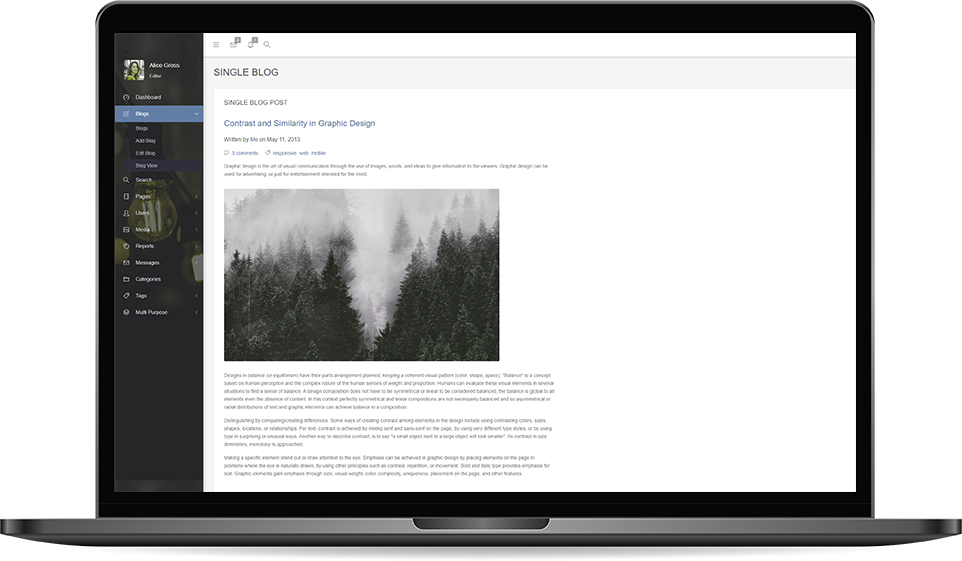 Alice Gross
Editor
Dashboard
Blogs
Blogs
Add Blog
Edit Blog
Blog View
Search
Pages
Users
Media
Reports
Messages
Categories
Tags
Multi Purpose
SINGLE BLOG
SINGLE BLOG POST
Contrast and Similarity in Graphic Design
Written by Me on May 11, 2013
3 comments responsive web mobile
Graphic design is the art of visual communication through the use of images, words, and ideas to give information to the viewers. Graphic design can be
used for advertising, or just for entertainment intended for the mind.
Designs in balance (or equilibrium) have their parts arrangement planned, keeping a coherent visual pattern (color, shape, space). "Balance" is a concept
based on human perception and the complex nature of the human senses of weight and proportion. Humans can evaluate these visual elements in several
situations to find a sense of balance. A design composition does not have to be symmetrical or linear to be considered balanced, the balance is global to all
elements even the absence of content. In this context perfectly symmetrical and linear compositions are not necessarily balanced and so asymmetrical or
radial distributions of text and graphic elements can achieve balance in a composition.
Distinguishing by comparing/creating differences. Some ways of creating contrast among elements in the design include using contrasting colors, sizes,
shapes, locations, or relationships. For text, contrast is achieved by mixing serif and sans-serif on the page, by using very different type styles, or by using
type in surprising or unusual ways. Another way to describe contrast, is to say "a small object next to a large object will look smaller". As contrast in size
diminishes, monotony is approached.
Making a specific element stand out or draw attention to the eye. Emphasis can be achieved in graphic design by placing elements on the page in
positions where the eye is naturally drawn, by using other principles such as contrast, repetition, or movement. Bold and italic type provides emphasis for
text. Graphic elements gain emphasis through size, visual weight, color, complexity, uniqueness, placement on the page, and other features.